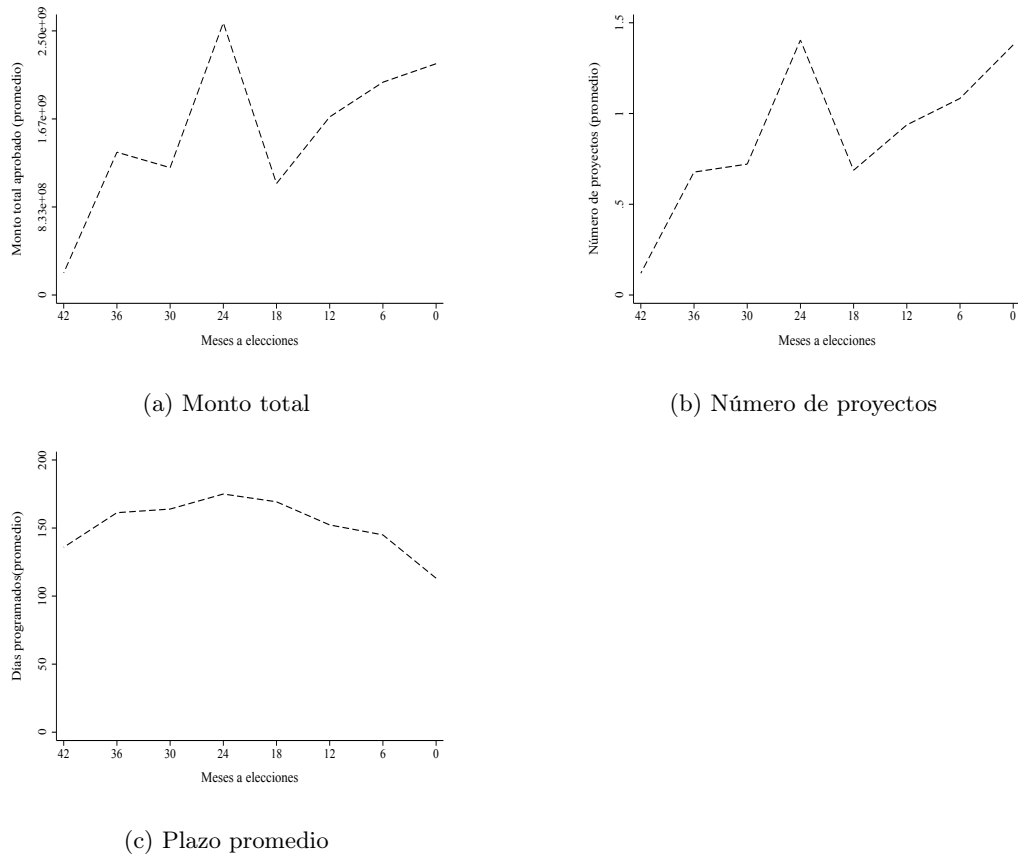 Monto total aprobado (promedio)
2.50e+09
1.67e+09
8.33e+08
0
42 36 30 24 18 12 6 0
Meses a elecciones
(a) Monto total
Número de proyectos (promedio)
1.5
1
.5
0
42 36 30 24 18 12 6 0
Meses a elecciones
(b) Número de proyectos
Días programados(promedio)
200
150
100
50
0
42 36 30 24 18 12 6 0
Meses a elecciones
(c) Plazo promedio